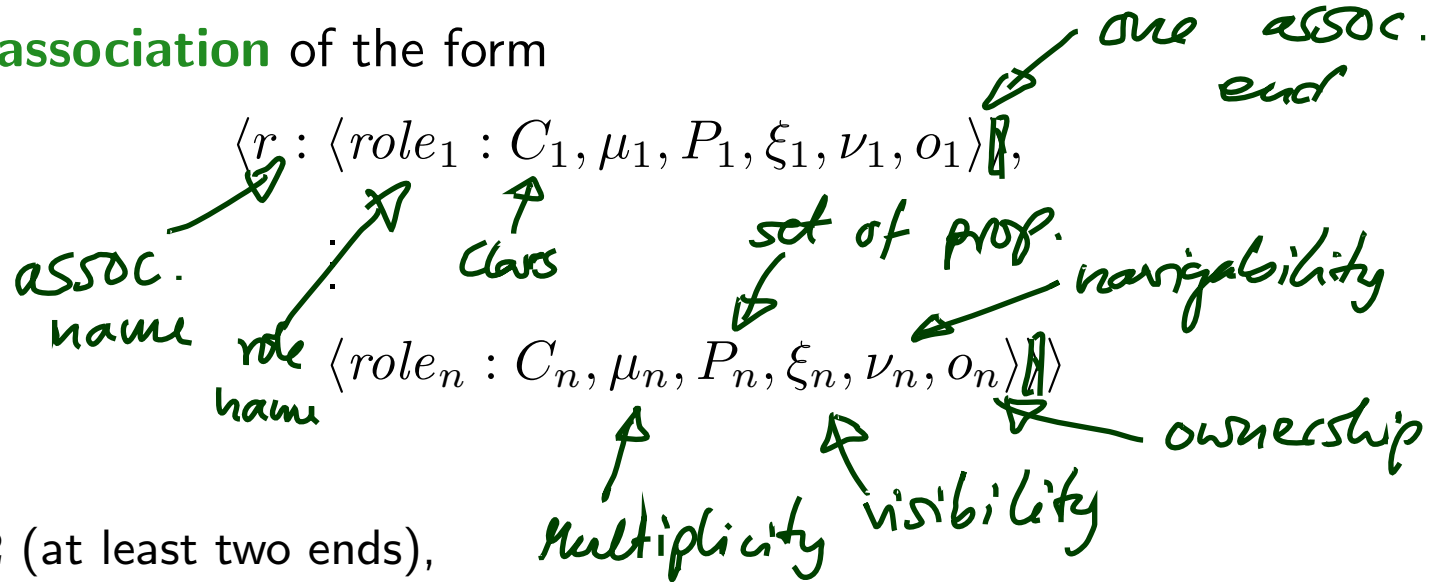 association of the form
one assoc.
end
⟨r : ⟨role₁ : C₁, μ₁, P₁, ξ₁, ν₁, o₁⟩,
set of prop.
Class
navigability
assoc.
name
⋮
role
name
⟨roleₙ : Cₙ, μₙ, Pₙ, ξₙ, νₙ, oₙ⟩⟩
ownership
Multiplicity
visibility
(at least two ends),